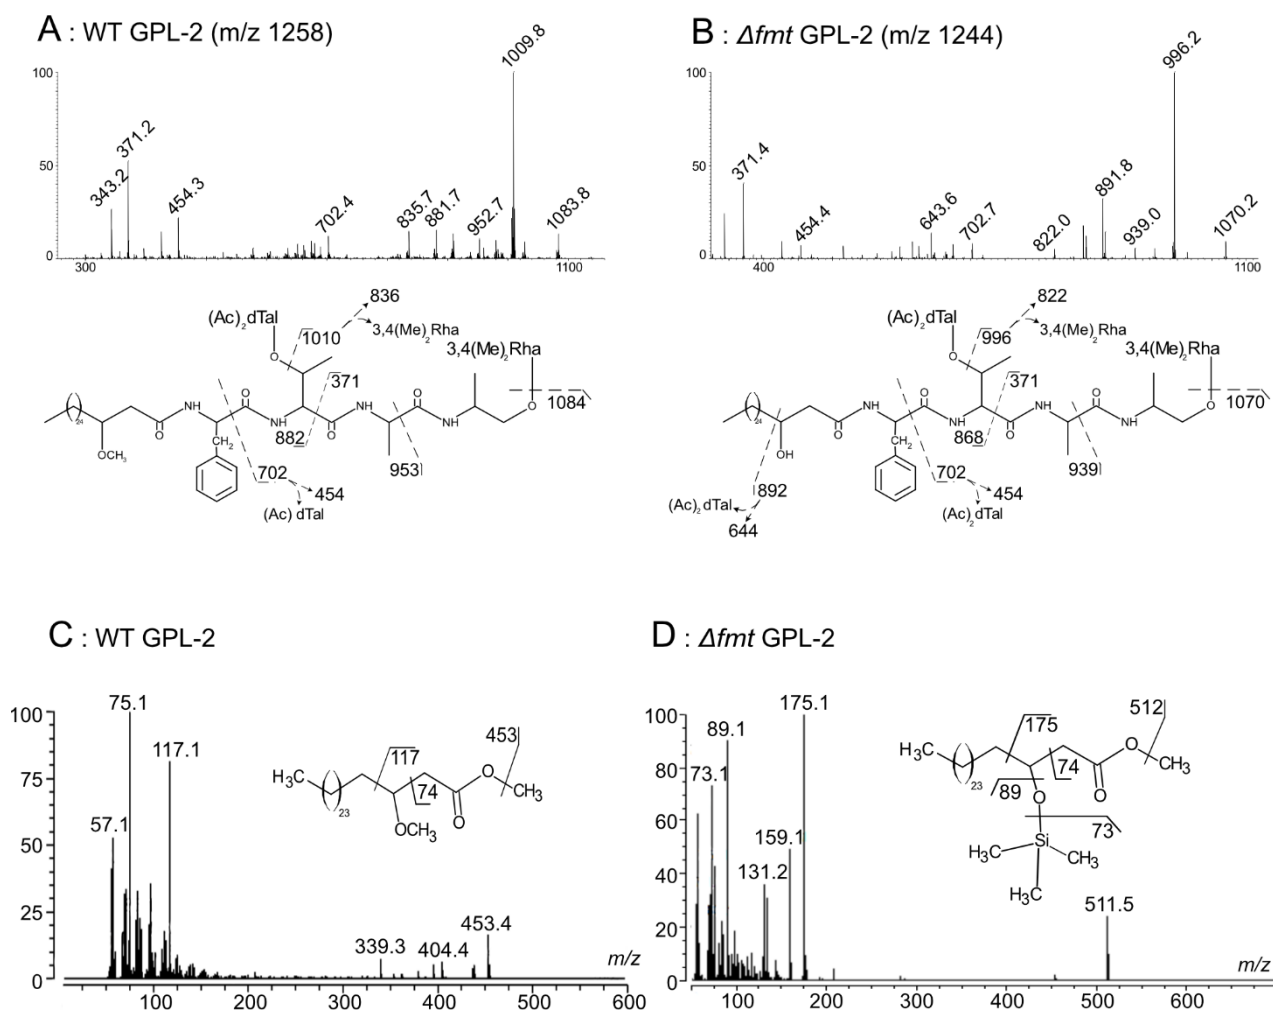 A : WT GPL-2 (m/z 1258)
100
50
343.2
371.2
454.3
702.4
835.7
881.7
952.7
1009.8
1083.8
300
1100
(Ac)2dTal
836
1010
3,4(Me)2Rha
3,4(Me)2Rha
O
371
1084
24
O
NH
O
NH
O
NH
O
NH
O
OCH3
CH2
882
953
702
454
(Ac) dTal
B : Δfmt GPL-2 (m/z 1244)
100
50
371.4
454.4
643.6
702.7
822.0
891.8
939.0
996.2
1070.2
400
1100
(Ac)2dTal
822
996
3,4(Me)2Rha
3,4(Me)2Rha
O
371
1070
24
O
NH
O
NH
O
NH
O
NH
O
OH
CH2
868
939
892
702
454
(Ac)2dTal
(Ac)2dTal
644
C : WT GPL-2
100
75
50
25
0
57.1
75.1
117.1
339.3
404.4
453.4
m/z
100
200
300
400
500
600
453
117
O
H3C
23
74
CH3
OCH3
O
D : Δfmt GPL-2
100
80
60
40
20
0
73.1
89.1
131.2
159.1
175.1
511.5
m/z
100
200
300
400
500
600
512
175
O
H3C
23
74
CH3
89
O
O
73
Si
H3C
CH3
H3C